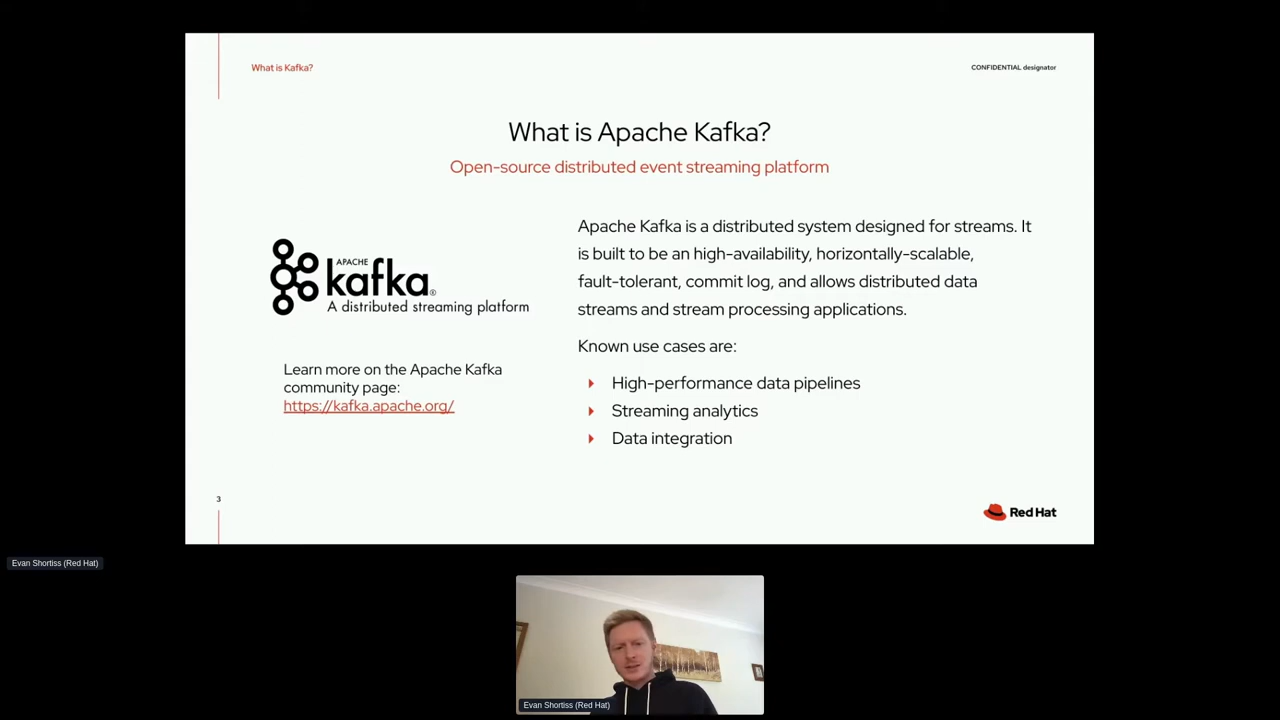 What is Kafka?
CONFIDENTIAL designator
What is Apache Kafka?
Open-source distributed event streaming platform
APACHE
kafka®
A distributed streaming platform
Learn more on the Apache Kafka
community page:
https://kafka.apache.org/
Apache Kafka is a distributed system designed for streams. It
is built to be an high-availability, horizontally-scalable,
fault-tolerant, commit log, and allows distributed data
streams and stream processing applications.
Known use cases are:
High-performance data pipelines
Streaming analytics
Data integration
3
Red Hat
Evan Shortiss (Red Hat)
Evan Shortiss (Red Hat)